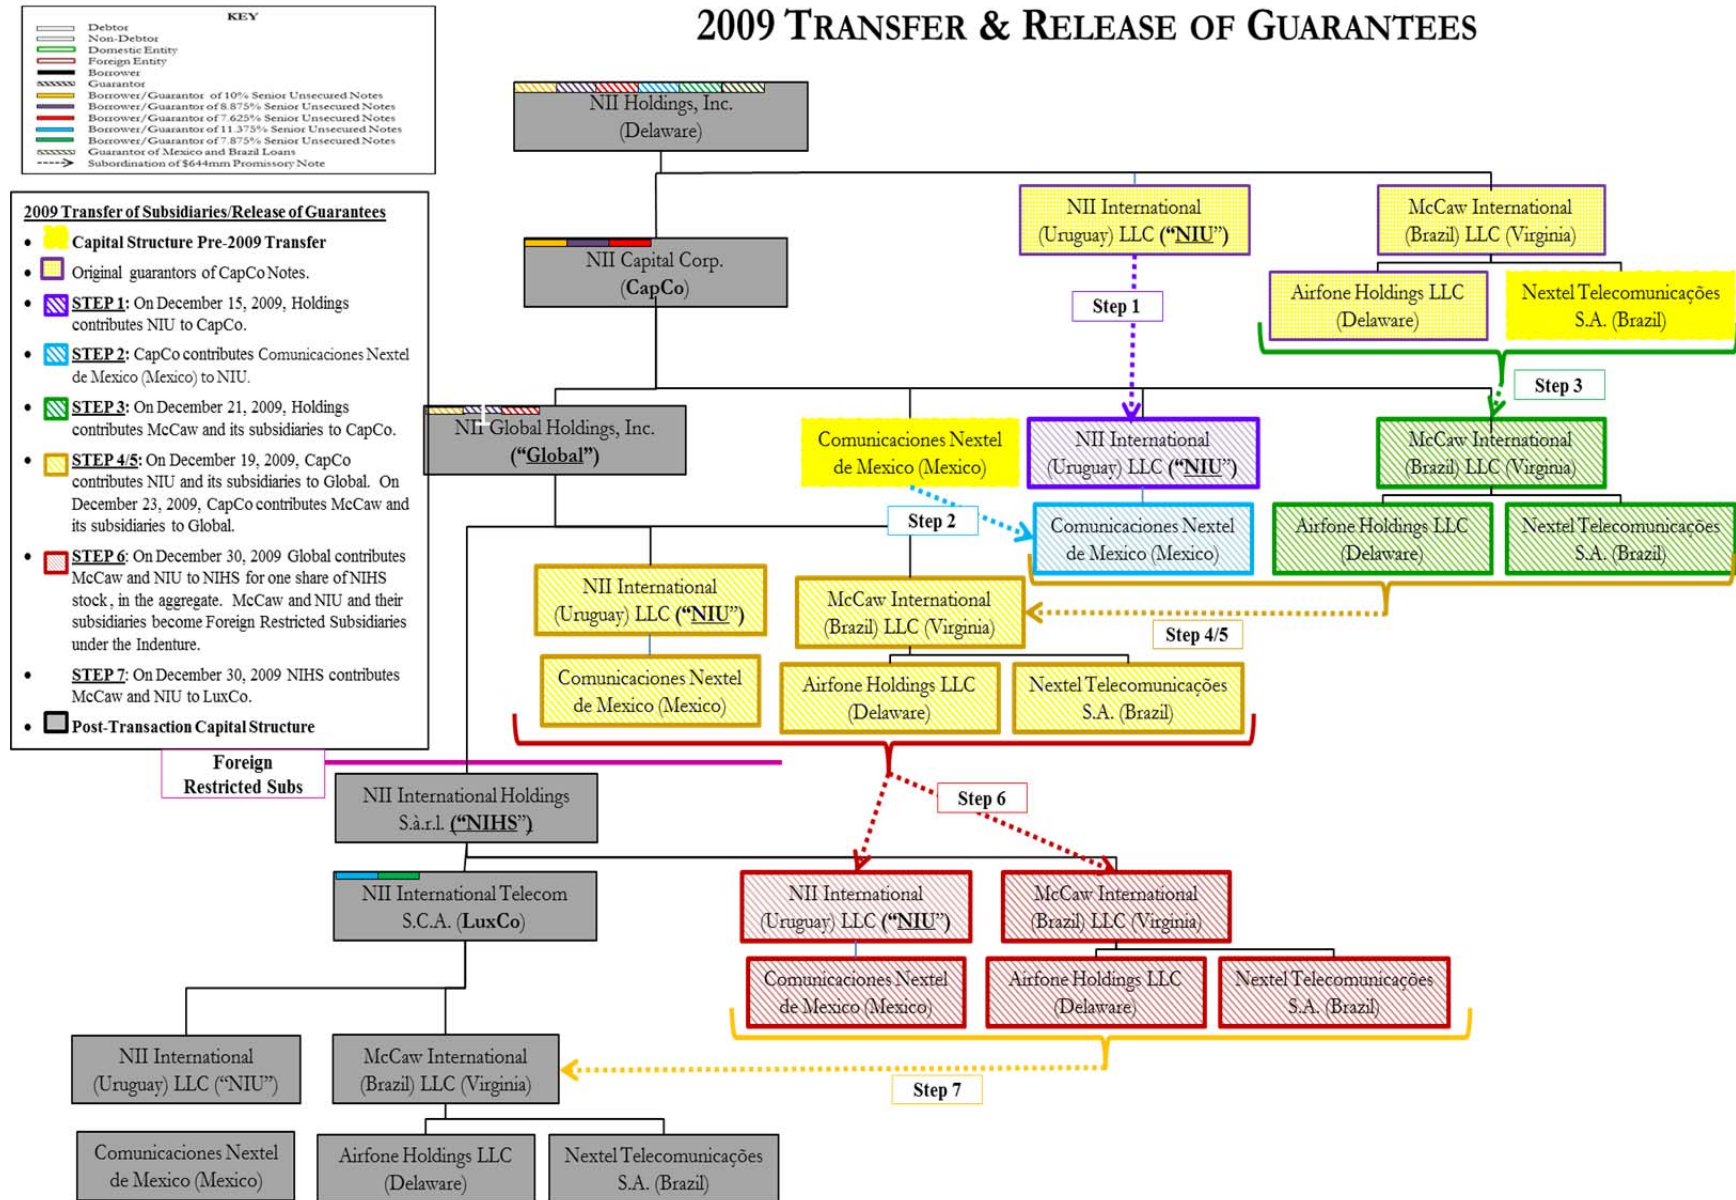 2009 TRANSFER & RELEASE OF GUARANTEES
KEY
Debtor
Non-Debtor
Domestic Entity
Foreign Entity
Borrower
Guarantor
Borrower/Guarantor of 10% Senior Unsecured Notes
Borrower/Guarantor of 8.875% Senior Unsecured Notes
Borrower/Guarantor of 7.625% Senior Unsecured Notes
Borrower/Guarantor of 11.375% Senior Unsecured Notes
Borrower/Guarantor of 7.875% Senior Unsecured Notes
Guarantor of Mexico and Brazil Loans
Subordination of $644mm Promissory Note
2009 Transfer of Subsidiaries/Release of Guarantees
• Capital Structure Pre-2009 Transfer
• Original guarantors of CapCo Notes.
• STEP 1: On December 15, 2009, Holdings
contributes NIU to CapCo.
• STEP 2: CapCo contributes Comunicaciones Nextel
de Mexico (Mexico) to NIU.
• STEP 3: On December 21, 2009, Holdings
contributes McCaw and its subsidiaries to CapCo.
• STEP 4/5: On December 19, 2009, CapCo
contributes NIU and its subsidiaries to Global. On
December 23, 2009, CapCo contributes McCaw and
its subsidiaries to Global.
• STEP 6: On December 30, 2009 Global contributes
McCaw and NIU to NIHS for one share of NIHS
stock, in the aggregate. McCaw and NIU and their
subsidiaries become Foreign Restricted Subsidiaries
under the Indenture.
STEP 7: On December 30, 2009 NIHS contributes
McCaw and NIU to LuxCo.
• Post-Transaction Capital Structure
NII Holdings, Inc.
(Delaware)
NII International
(Uruguay) LLC ("NIU")
McCaw International
(Brazil) LLC (Virginia)
NII Capital Corp.
(CapCo)
Step 1
Airfone Holdings LLC
(Delaware)
Nextel Telecomunicações
S.A. (Brazil)
Step 3
NII Global Holdings, Inc.
("Global")
Comunicaciones Nextel
de Mexico (Mexico)
NII International
(Uruguay) LLC ("NIU")
McCaw International
(Brazil) LLC (Virginia)
Step 2
Comunicaciones Nextel
de Mexico (Mexico)
Airfone Holdings LLC
(Delaware)
Nextel Telecomunicações
S.A. (Brazil)
NII International
(Uruguay) LLC ("NIU")
McCaw International
(Brazil) LLC (Virginia)
Step 4/5
Comunicaciones Nextel
de Mexico (Mexico)
Airfone Holdings LLC
(Delaware)
Nextel Telecomunicações
S.A. (Brazil)
Foreign
Restricted Subs
NII International Holdings
S.à.r.l. ("NIHS")
Step 6
NII International Telecom
S.C.A. (LuxCo)
NII International
(Uruguay) LLC ("NIU")
McCaw International
(Brazil) LLC (Virginia)
Comunicaciones Nextel
de Mexico (Mexico)
Airfone Holdings LLC
(Delaware)
Nextel Telecomunicações
S.A. (Brazil)
NII International
(Uruguay) LLC ("NIU")
McCaw International
(Brazil) LLC (Virginia)
Step 7
Comunicaciones Nextel
de Mexico (Mexico)
Airfone Holdings LLC
(Delaware)
Nextel Telecomunicações
S.A. (Brazil)